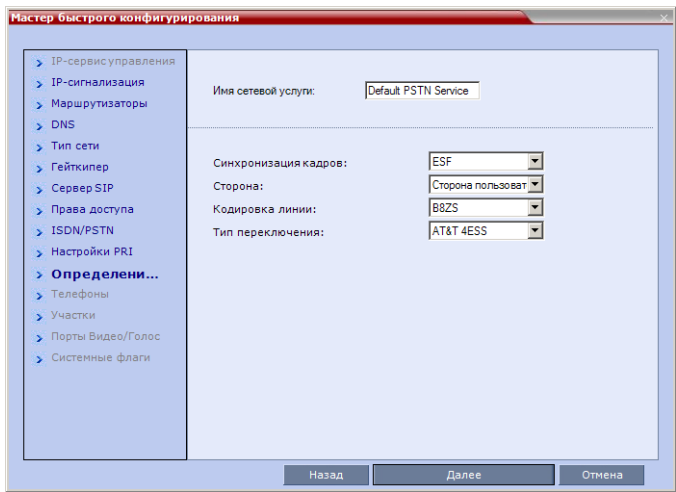 Мастер быстрого конфигурирования
IP-сервис управления
IP-сигнализация
Маршрутизаторы
DNS
Тип сети
Гейткипер
Сервер SIP
Права доступа
ISDN/PSTN
Настройки PRI
Определени...
Телефоны
Участки
Порты Видео/Голос
Системные флаги
Имя сетевой услуги: Default PSTN Service
Синхронизация кадров: ESF
Сторона: Сторона пользоват
Кодировка линии: B8ZS
Тип переключения: AT&T 4ESS
Назад Далее Отмена